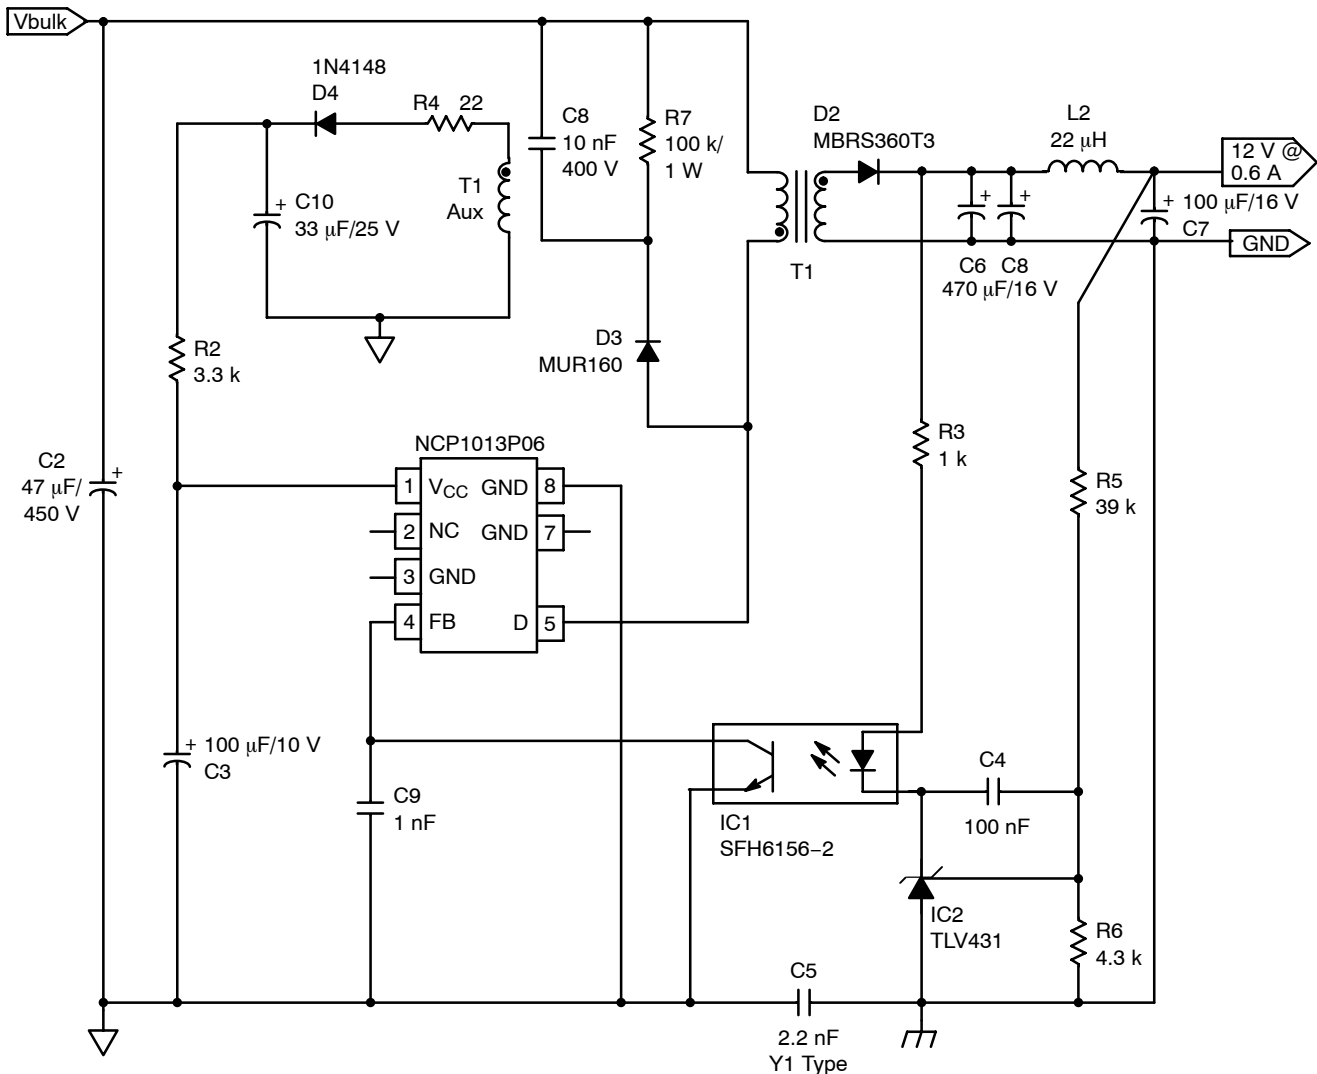 Vbulk
1N4148
D4
R4 22
C8
10 nF
400 V
R7
100 k/
1 W
D2
MBRS360T3
L2
22 μH
12 V @
0.6 A
T1
Aux
+ C10
33 μF/25 V
+
+
+ 100 μF/16 V
C7
GND
T1
C6 C8
470 μF/16 V
R2
3.3 k
D3
MUR160
R3
1 k
NCP1013P06
C2
47 μF/
450 V
+
1 VCC GND 8
2 NC GND 7
3 GND
4 FB D 5
R5
39 k
+ 100 μF/10 V
C3
C9
1 nF
IC1
SFH6156−2
C4
100 nF
IC2
TLV431
R6
4.3 k
C5
2.2 nF
Y1 Type